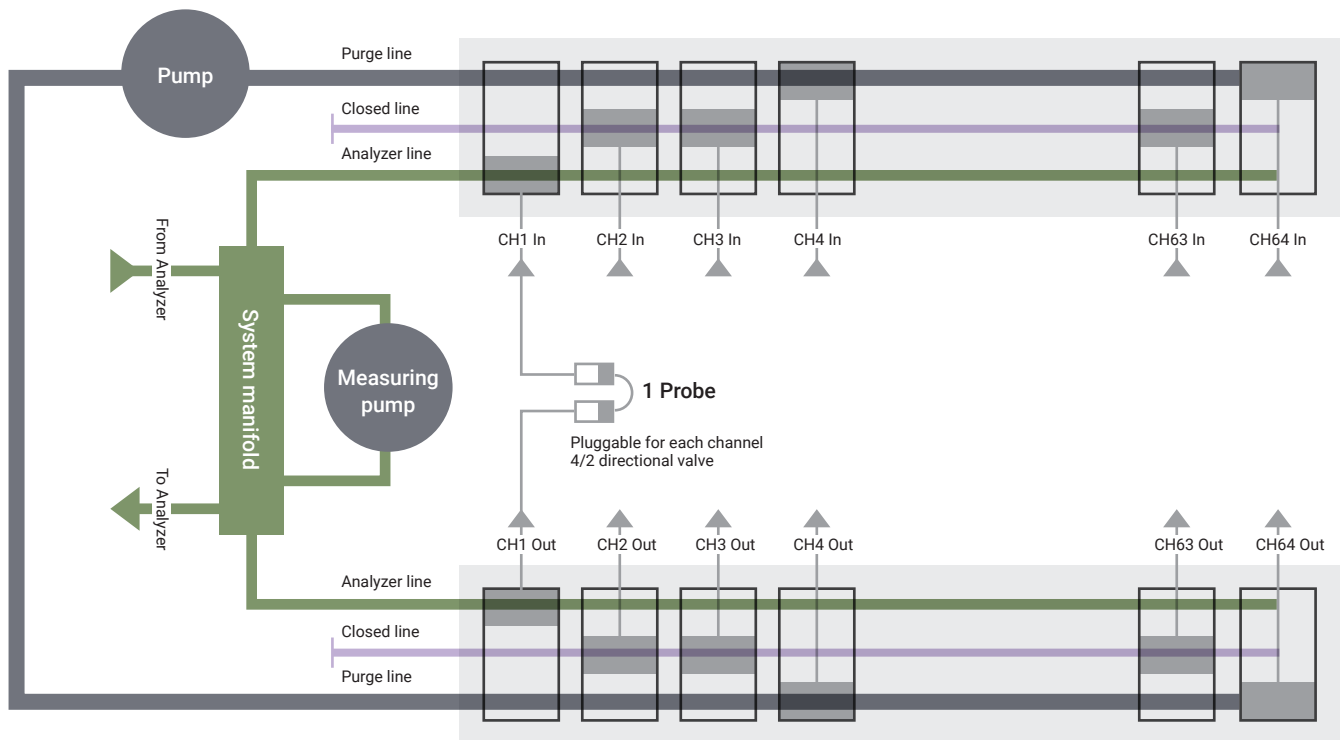 Pump
Purge line
Closed line
Analyzer line
CH1 In
CH2 In
CH3 In
CH4 In
CH63 In
CH64 In
From Analyzer
System manifold
Measuring
pump
1 Probe
Pluggable for each channel
4/2 directional valve
To Analyzer
CH1 Out
CH2 Out
CH3 Out
CH4 Out
CH63 Out
CH64 Out
Analyzer line
Closed line
Purge line